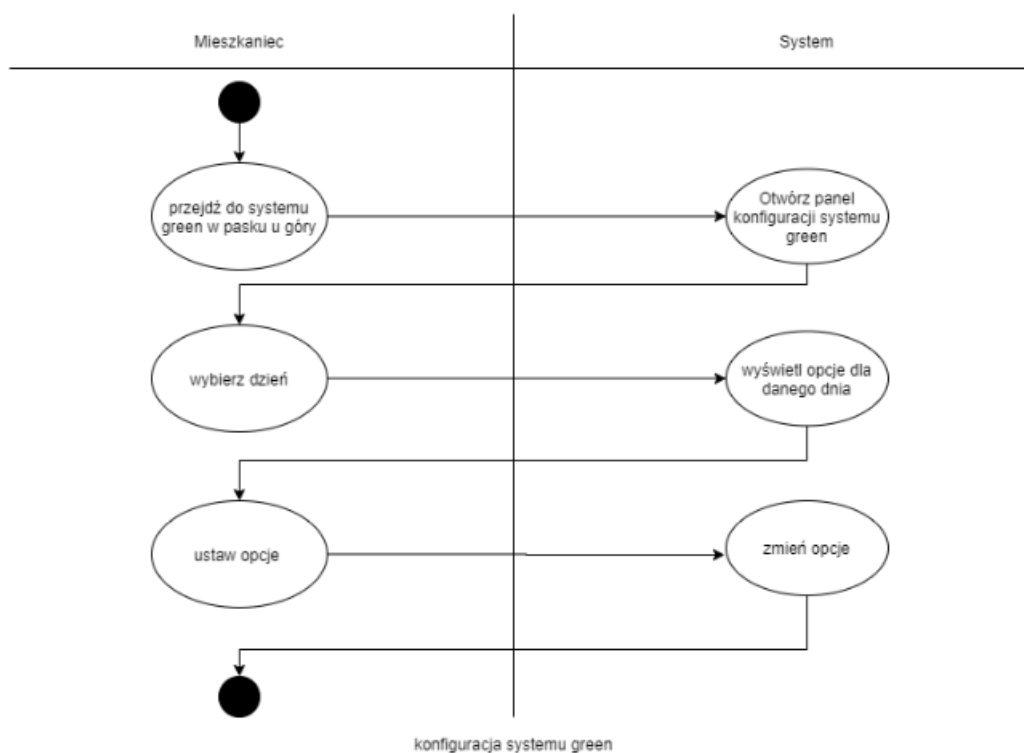 Mieszkaniec
System
przejdź do systemu
green w pasku u góry
Otwórz panel
konfiguracji systemu
green
wybierz dzień
wyświetl opcje dla
danego dnia
ustaw opcje
zmień opcje
konfiguracja systemu green